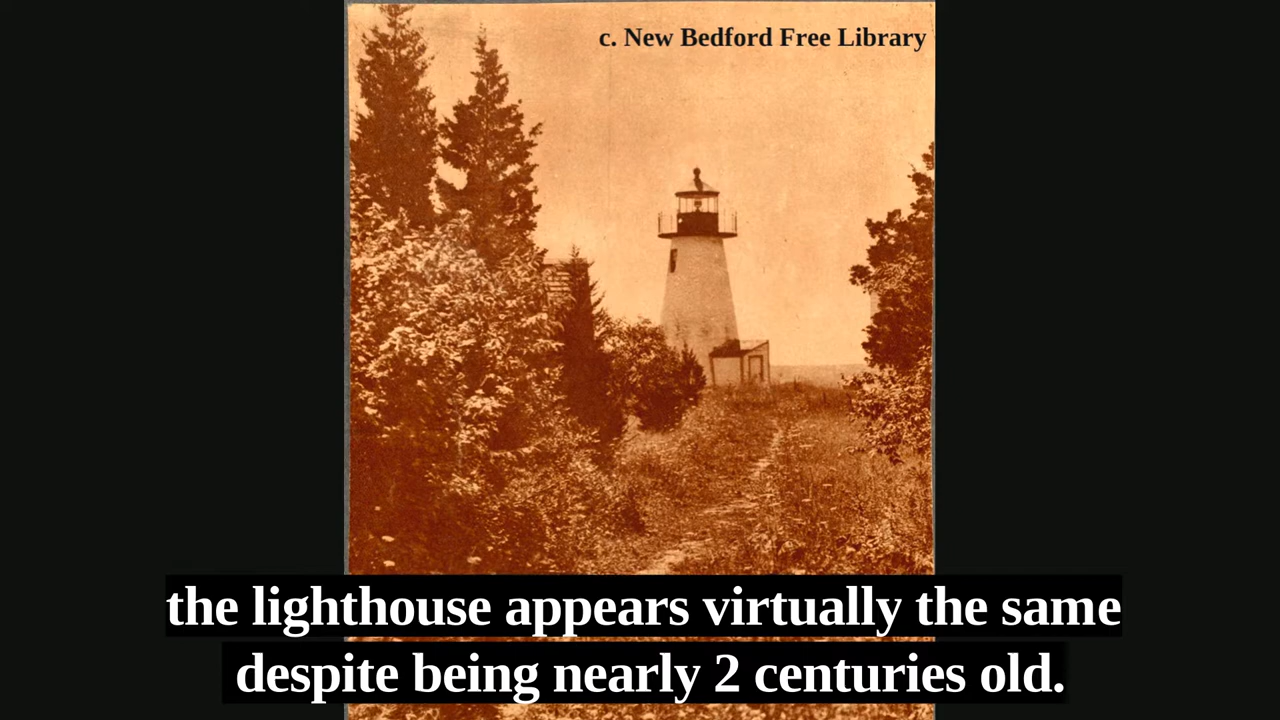 c. New Bedford Free Library
the lighthouse appears virtually the same
despite being nearly 2 centuries old.